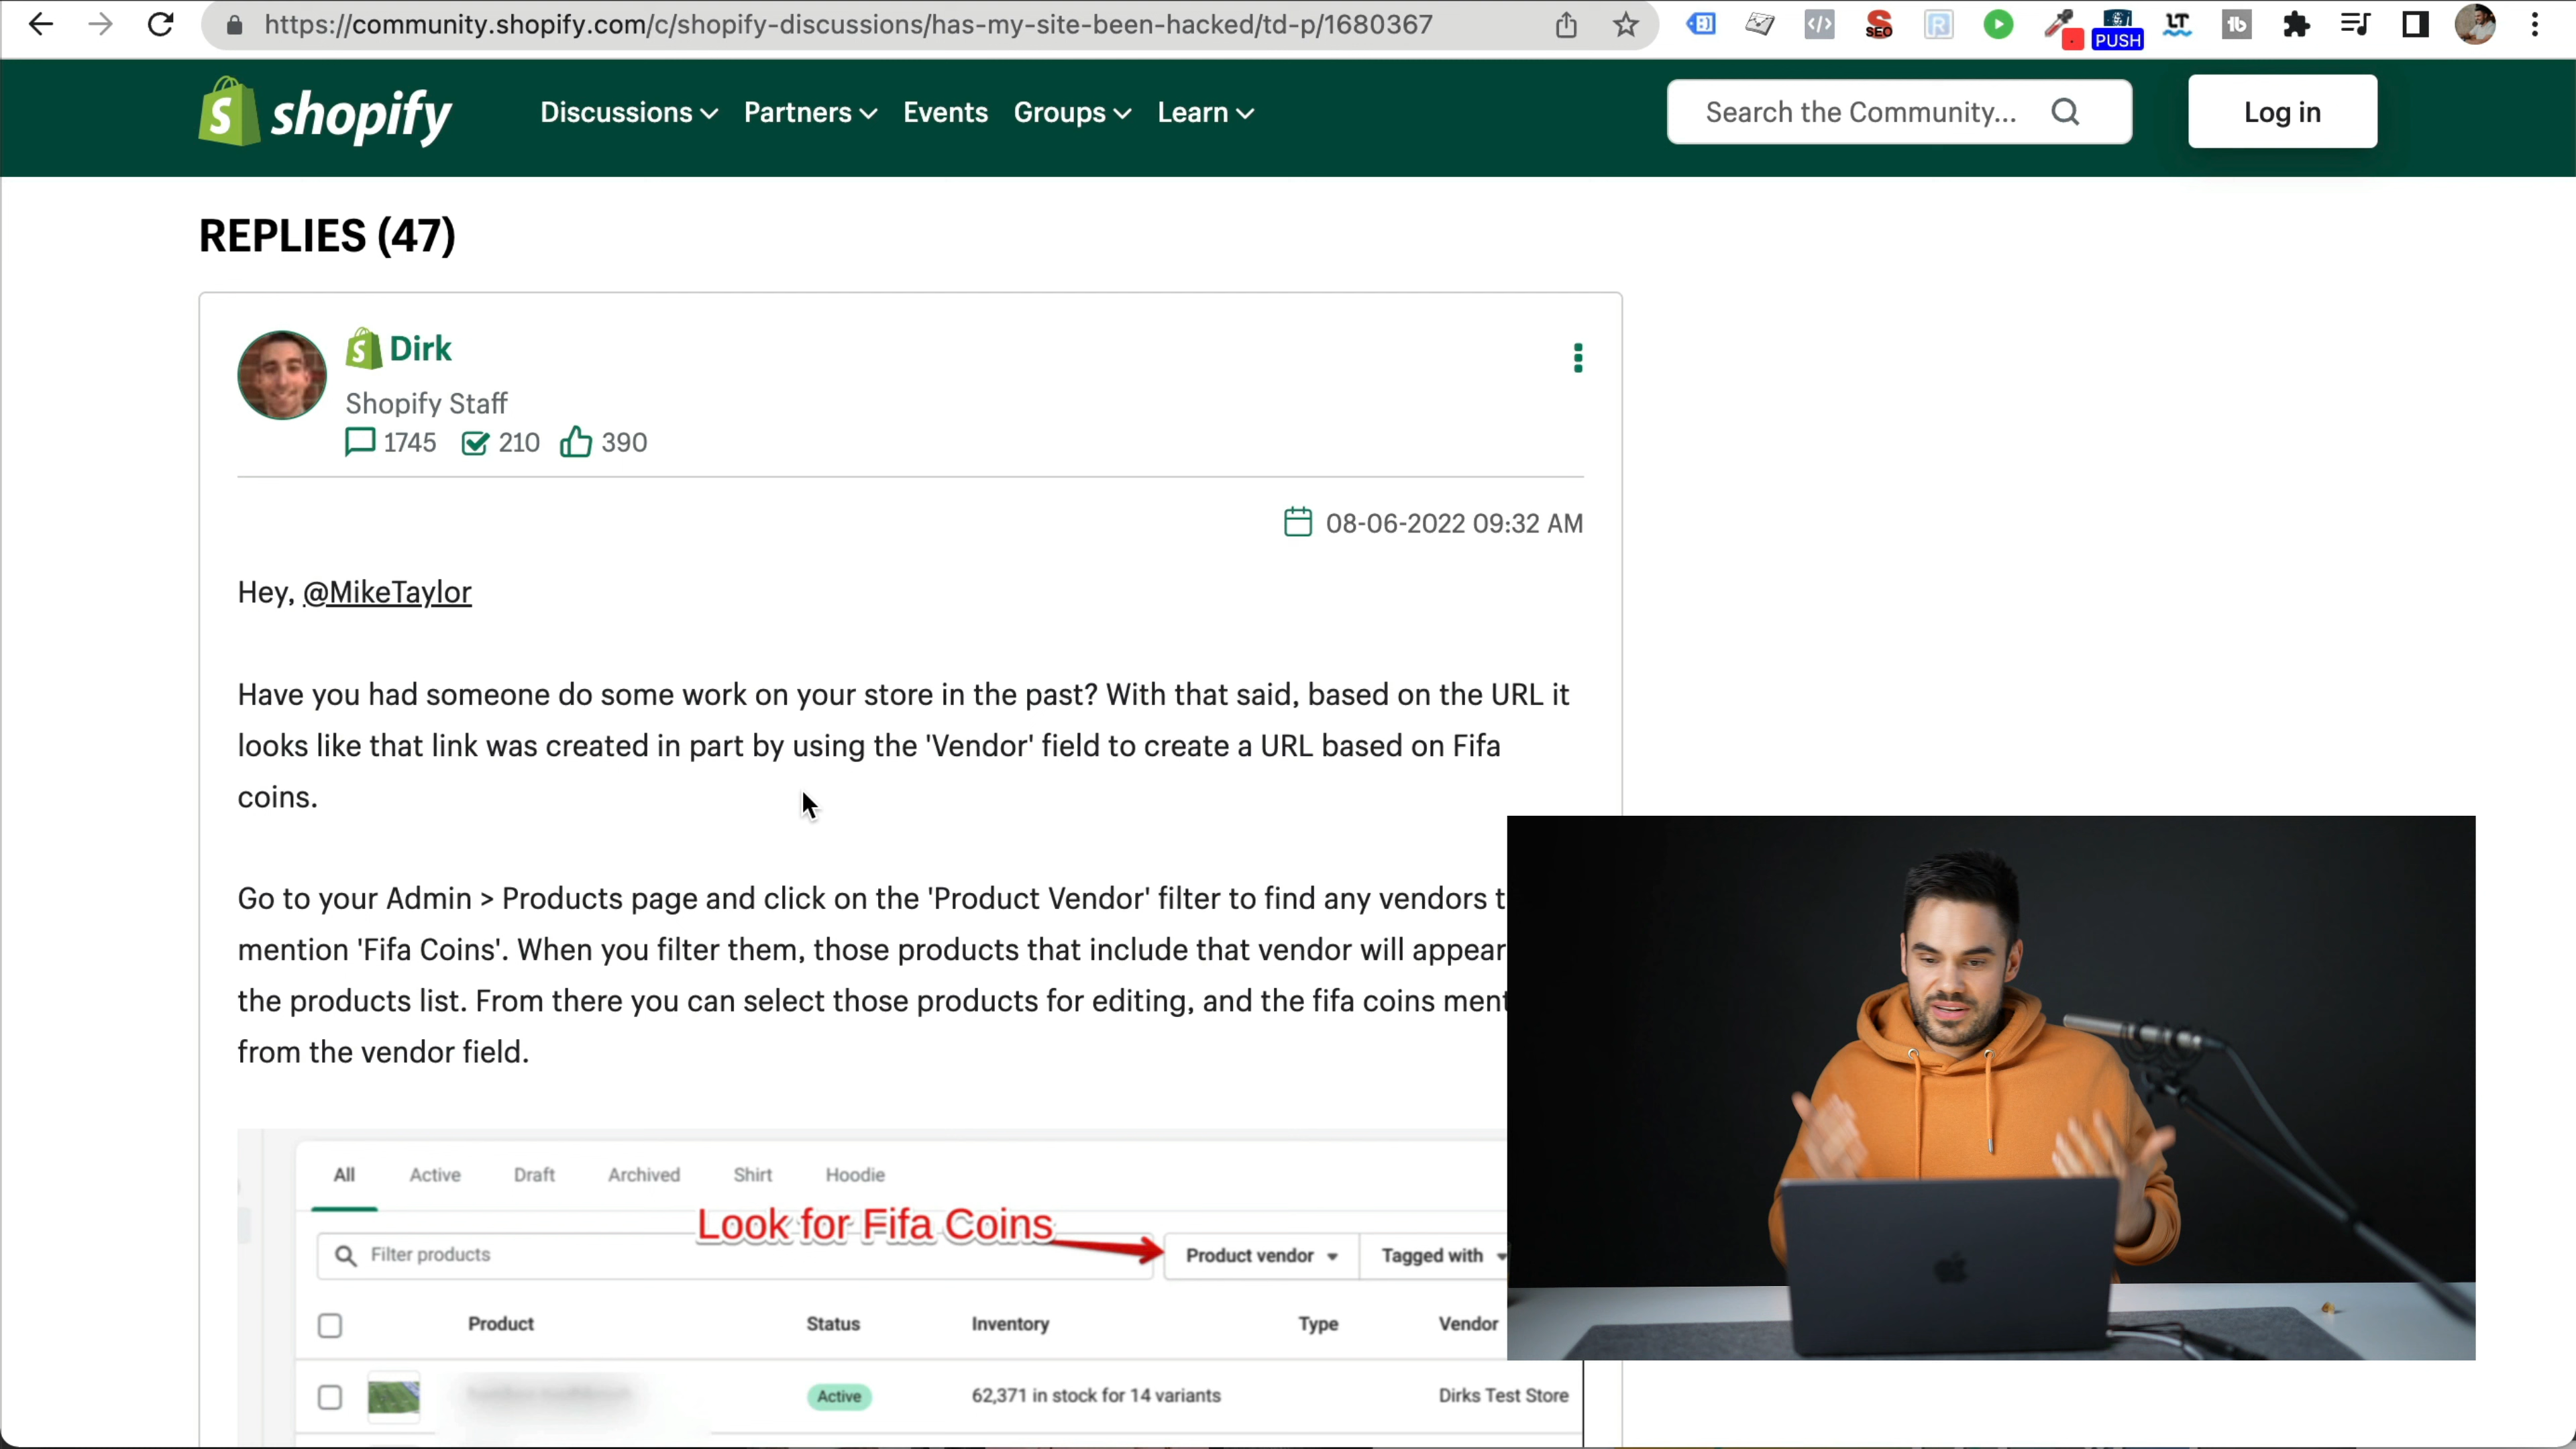 https://community.shopify.com/c/shopify-discussions/has-my-site-been-hacked/td-p/1680367
SEO
PUSH
LT
shopify
Discussions
Partners
Events
Groups
Learn
Search the Community...
Log in
REPLIES (47)
Dirk
Shopify Staff
1745
210
390
08-06-2022 09:32 AM
Hey, @MikeTaylor
Have you had someone do some work on your store in the past? With that said, based on the URL it
looks like that link was created in part by using the 'Vendor' field to create a URL based on Fifa
coins.
Go to your Admin > Products page and click on the 'Product Vendor' filter to find any vendors t
mention 'Fifa Coins'. When you filter them, those products that include that vendor will appear
the products list. From there you can select those products for editing, and the fifa coins ment
from the vendor field.
All
Active
Draft
Archived
Shirt
Hoodie
Look for Fifa Coins
Filter products
Product vendor
Tagged with
Product
Status
Inventory
Type
Vendor
Active
62,371 in stock for 14 variants
Dirks Test Store